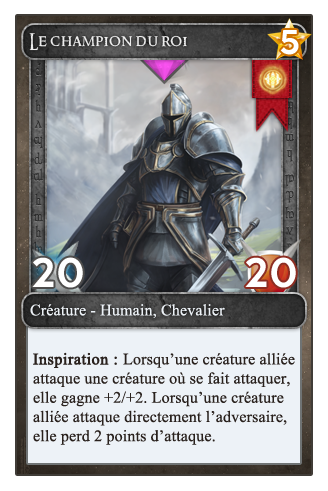 Le champion du roi
5
20
20
Créature - Humain, Chevalier
Inspiration : Lorsqu'une créature alliée
attaque une créature où se fait attaquer,
elle gagne +2/+2. Lorsqu'une créature
alliée attaque directement l'adversaire,
elle perd 2 points d'attaque.